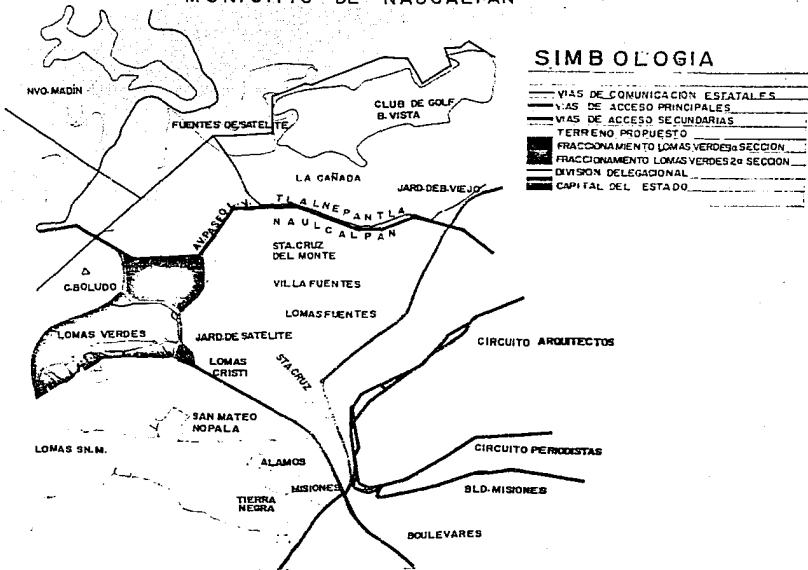 MUNICIPIO DE NAUCALPAN
SIMBOLOGIA
VIAS DE COMUNICACION ESTATALES
VIAS DE ACCESO PRINCIPALES
VIAS DE ACCESO SECUNDARIAS
TERRENO PROPUESTO
FRACCIONAMIENTO LOMAS VERDES 1a SECCION
FRACCIONAMIENTO LOMAS VERDES 2a SECCION
DIVISION DELEGACIONAL
CAPITAL DEL ESTADO
NVO. MADÍN
CLUB DE GOLF
B. VISTA
FUENTES DE SATELITE
LA CAÑADA
JARD. DE B. VIEJO
TLALNEPANTLA
NAULCALPAN
AV. PASEO L. V.
STA. CRUZ
DEL MONTE
C. BOLUDO
VILLA FUENTES
LOMAS FUENTES
LOMAS VERDES
JARD. DE SATELITE
CIRCUITO ARQUITECTOS
LOMAS
CRISTI
STA. CRUZ
SAN MATEO
NOPALA
LOMAS SN. M.
CIRCUITO PERIODISTAS
ALAMOS
MISIONES
BLD. MISIONES
TIERRA
NEGRA
BOULEVARES